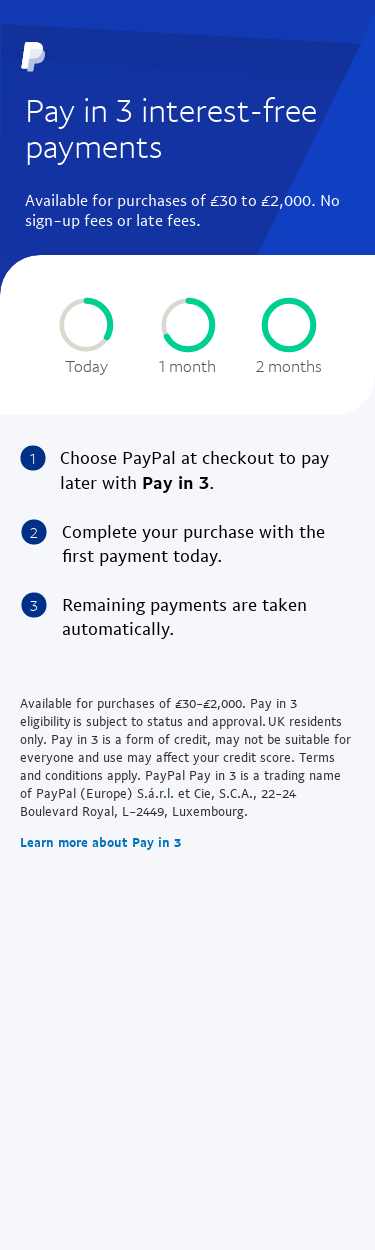 Pay in 3 interest-free
payments
Available for purchases of £30 to £2,000. No
sign-up fees or late fees.
Today 1 month 2 months
1 Choose PayPal at checkout to pay
later with Pay in 3.
2 Complete your purchase with the
first payment today.
3 Remaining payments are taken
automatically.
Available for purchases of £30-£2,000. Pay in 3
eligibility is subject to status and approval. UK residents
only. Pay in 3 is a form of credit, may not be suitable for
everyone and use may affect your credit score. Terms
and conditions apply. PayPal Pay in 3 is a trading name
of PayPal (Europe) S.á.r.l. et Cie, S.C.A., 22-24
Boulevard Royal, L-2449, Luxembourg.
Learn more about Pay in 3